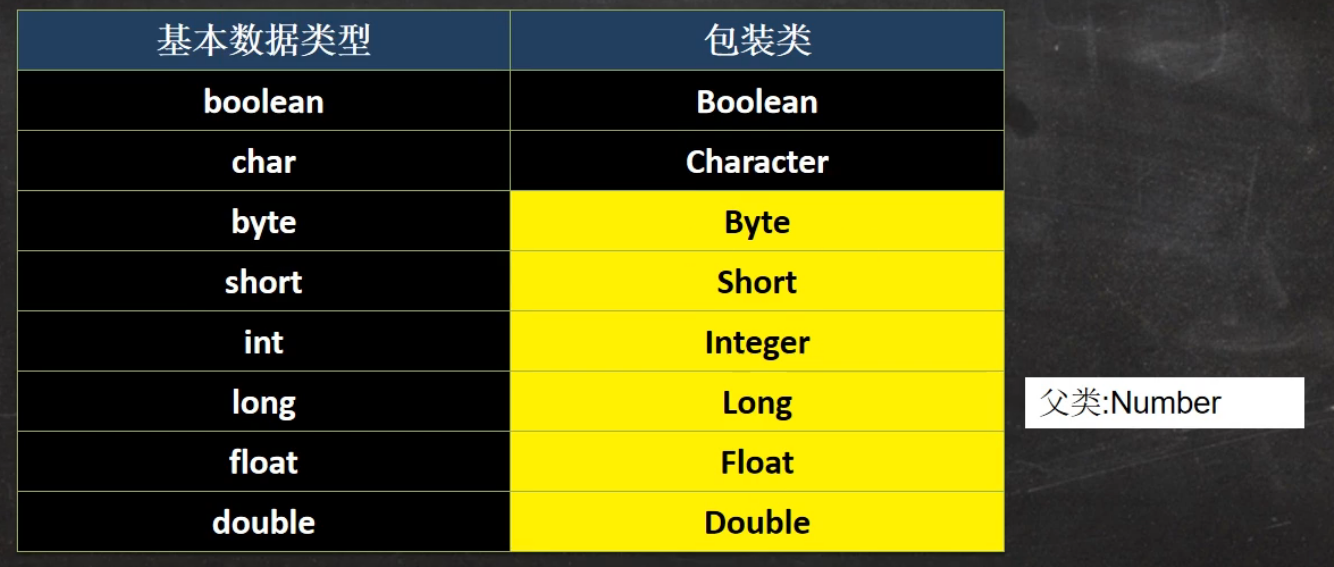 基本数据类型 包装类
boolean Boolean
char Character
byte Byte
short Short
int Integer
long Long
float Float
double Double
父类:Number